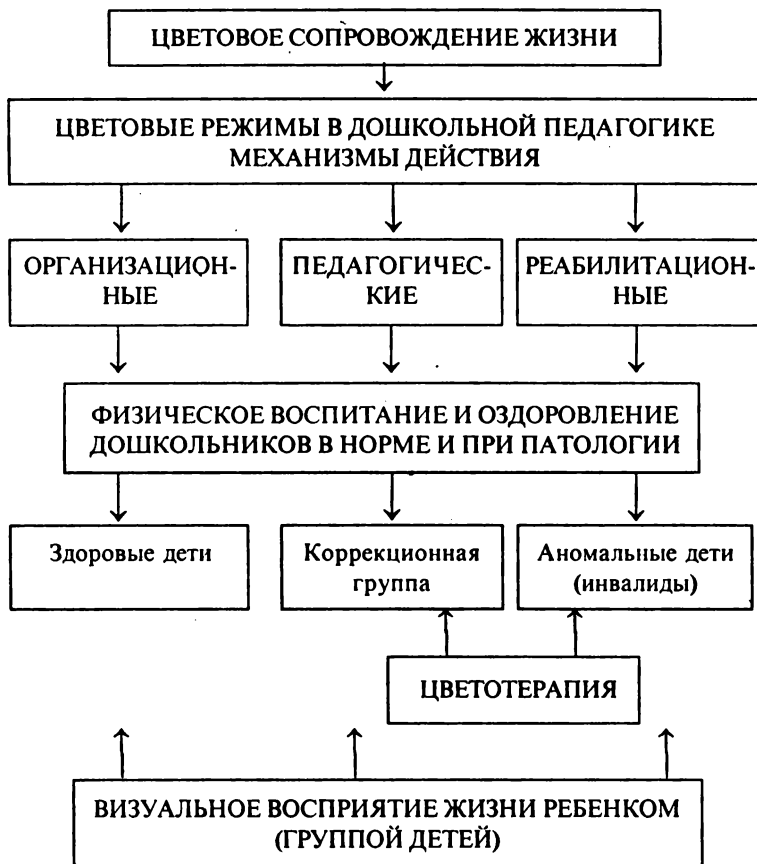 ЦВЕТОВОЕ СОПРОВОЖДЕНИЕ ЖИЗНИ
ЦВЕТОВЫЕ РЕЖИМЫ В ДОШКОЛЬНОЙ ПЕДАГОГИКЕ
МЕХАНИЗМЫ ДЕЙСТВИЯ
ОРГАНИЗАЦИОН-
НЫЕ
ПЕДАГОГИЧЕС-
КИЕ
РЕАБИЛИТАЦИОН-
НЫЕ
ФИЗИЧЕСКОЕ ВОСПИТАНИЕ И ОЗДОРОВЛЕНИЕ
ДОШКОЛЬНИКОВ В НОРМЕ И ПРИ ПАТОЛОГИИ
Здоровые дети
Коррекционная
группа
Аномальные дети
(инвалиды)
ЦВЕТОТЕРАПИЯ
ВИЗУАЛЬНОЕ ВОСПРИЯТИЕ ЖИЗНИ РЕБЕНКОМ
(ГРУППОЙ ДЕТЕЙ)